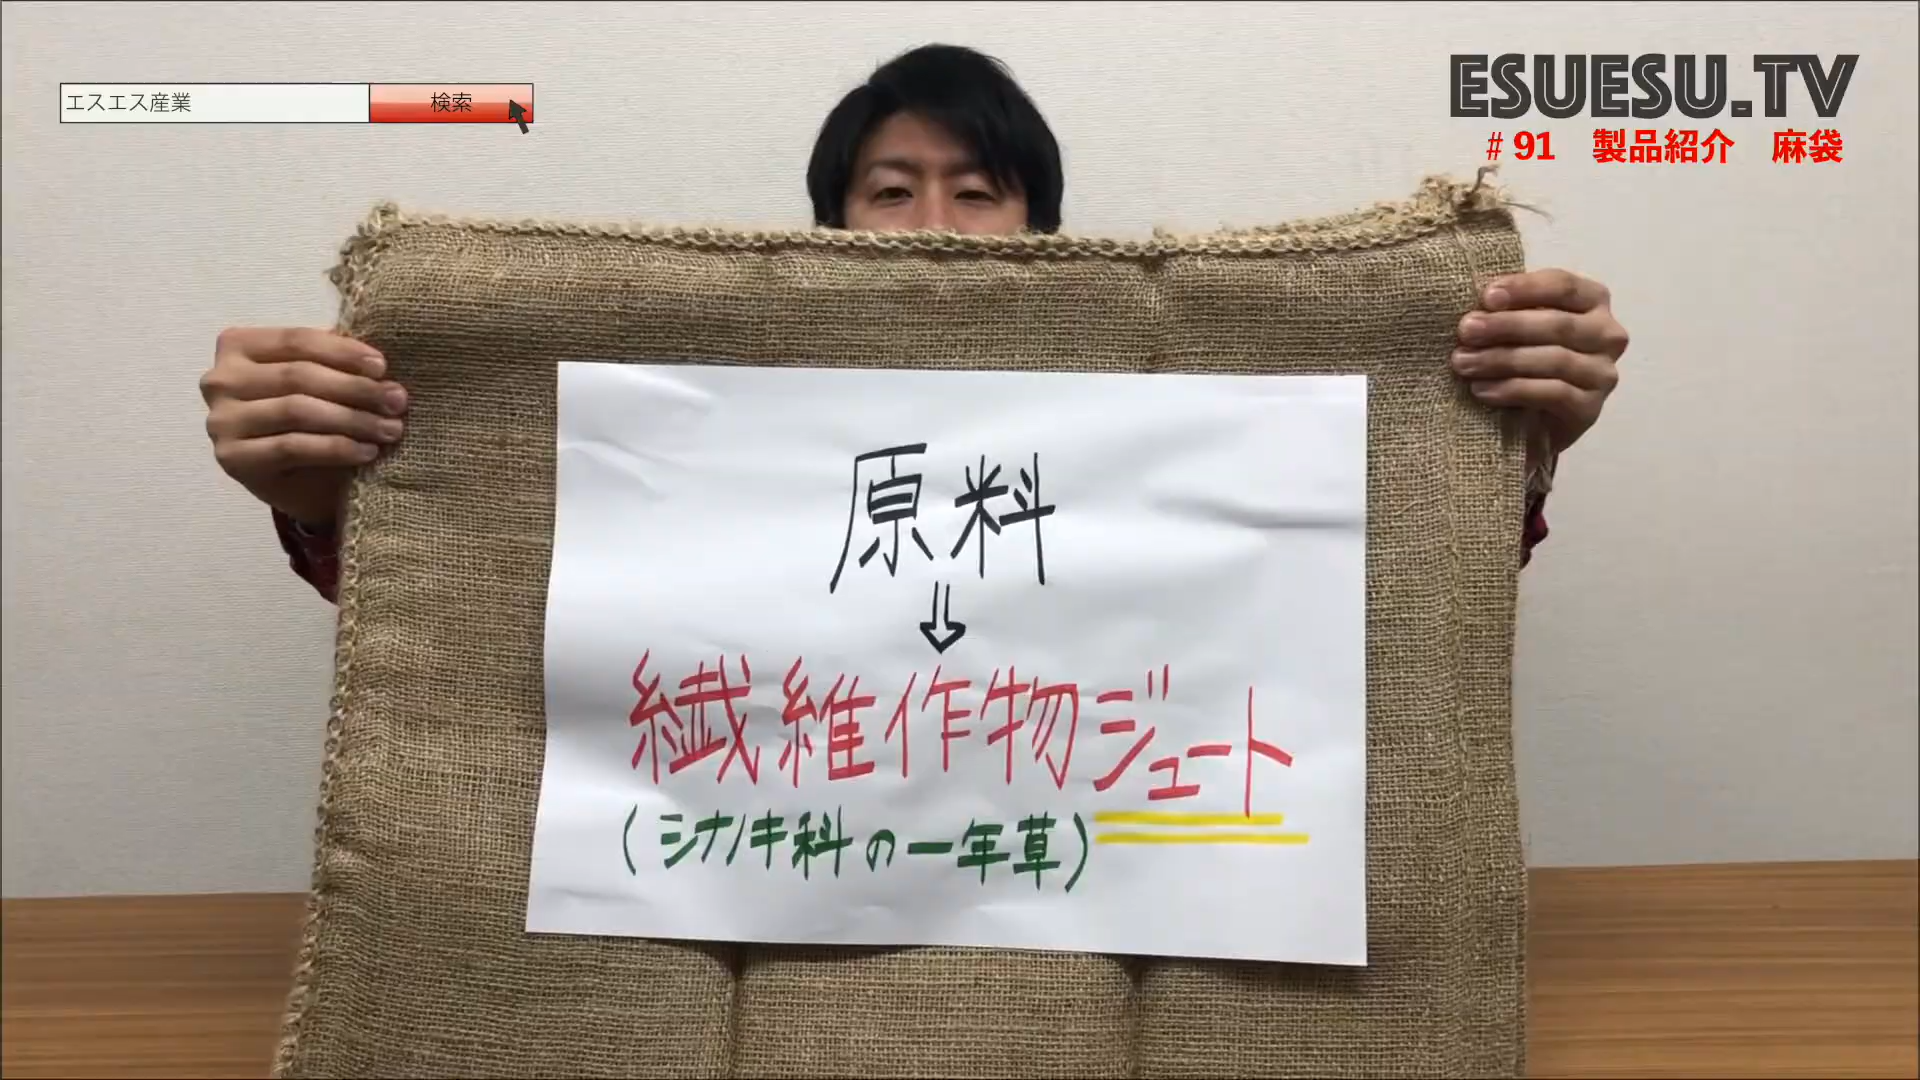 エスエス産業 検索
ESUESU.TV
#91 製品紹介 麻袋
原料
⇩
繊維作物ジュート
(シナノキ科の一年草)